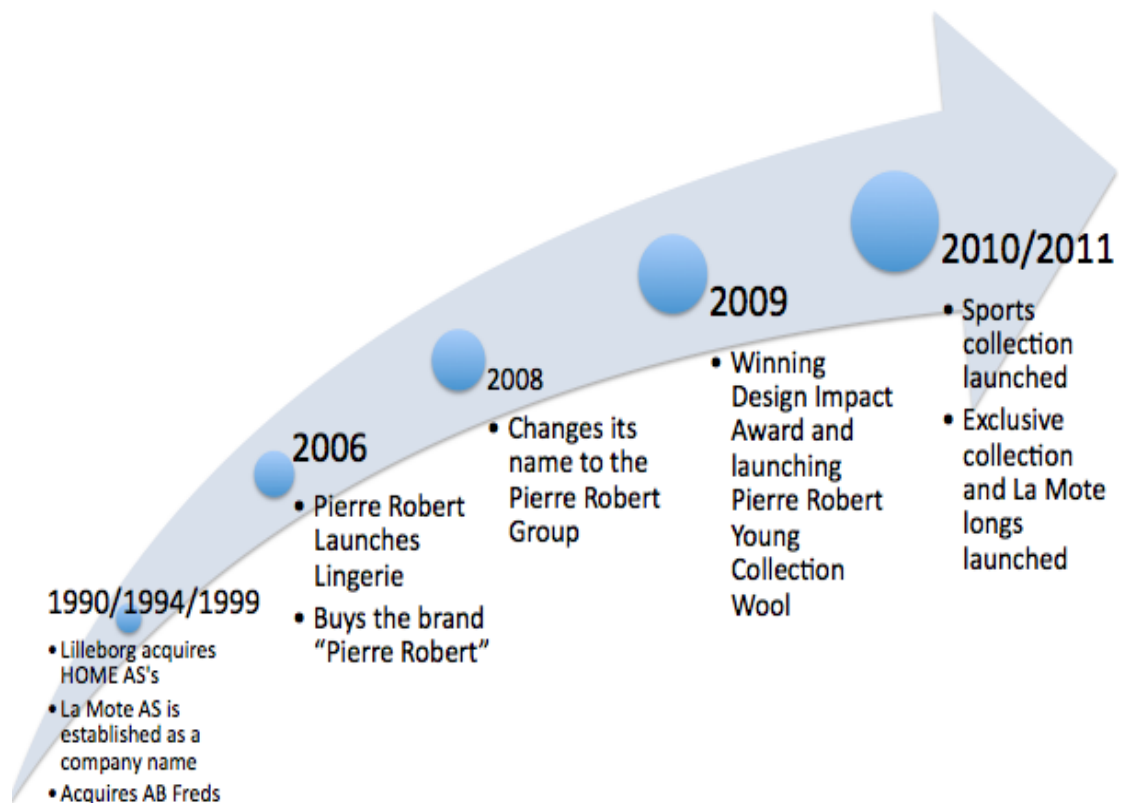 1990/1994/1999
• Lilleborg acquires
HOME AS's
• La Mote AS is
established as a
company name
• Acquires AB Freds
2006
• Pierre Robert
Launches
Lingerie
• Buys the brand
“Pierre Robert”
2008
• Changes its
name to the
Pierre Robert
Group
2009
• Winning
Design Impact
Award and
launching
Pierre Robert
Young
Collection
Wool
2010/2011
• Sports
collection
launched
• Exclusive
collection
and La Mote
longs
launched